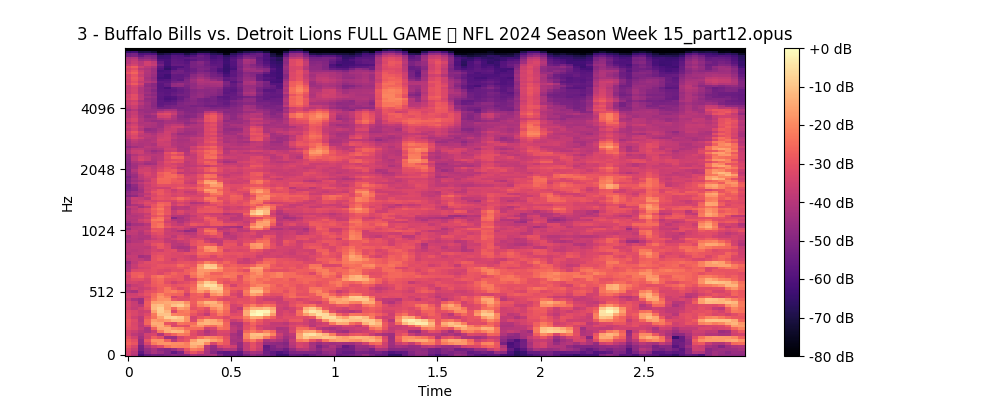 3 - Buffalo Bills vs. Detroit Lions FULL GAME ▯ NFL 2024 Season Week 15_part12.opus
+0 dB
4096
-10 dB
-20 dB
2048
-30 dB
Hz
1024
-40 dB
-50 dB
512
-60 dB
-70 dB
0
-80 dB
0 0.5 1 1.5 2 2.5
Time